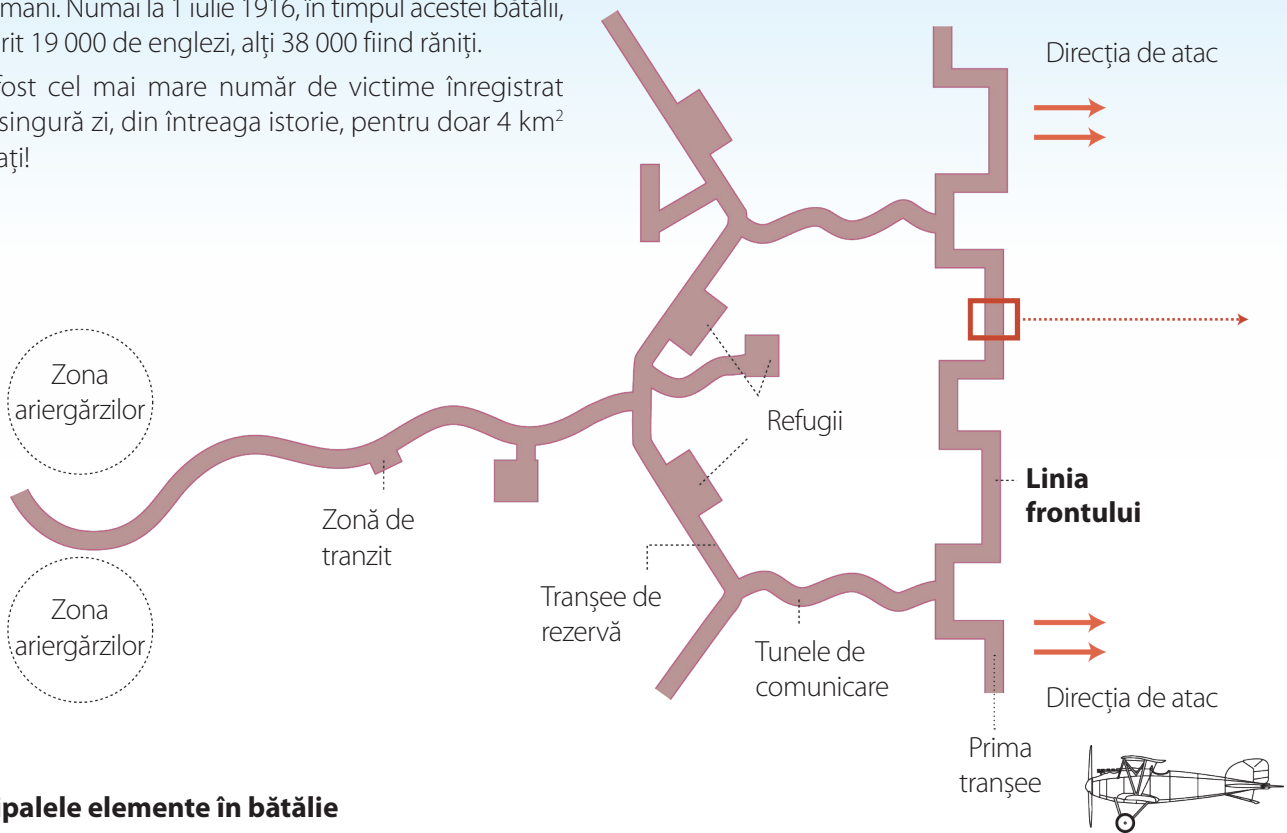 mani. Numai la 1 iulie 1916, în timpul acestei bătălii,
rit 19 000 de englezi, alți 38 000 fiind răniți.
fost cel mai mare număr de victime înregistrat
singură zi, din întreaga istorie, pentru doar 4 km²
ați!
Direcția de atac
Zona
ariergărzilor
Refugii
Linia
frontului
Zonă de
tranzit
Zona
ariergărzilor
Tranșee de
rezervă
Tunele de
comunicare
Direcția de atac
Prima
tranșee
ipalele elemente în bătălie